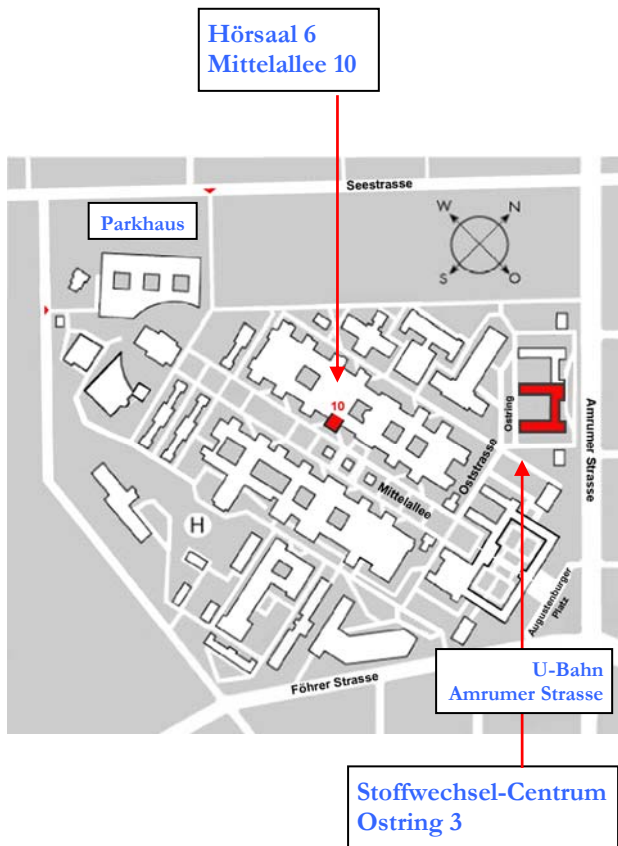 Hörsaal 6
Mittelallee 10
Seestrasse
Parkhaus
W
N
S
O
10
Ostring
Amrumer Strasse
Oststrasse
Mittelallee
H
Augustenburger
Platz
Föhrer Strasse
U-Bahn
Amrumer Strasse
Stoffwechsel-Centrum
Ostring 3